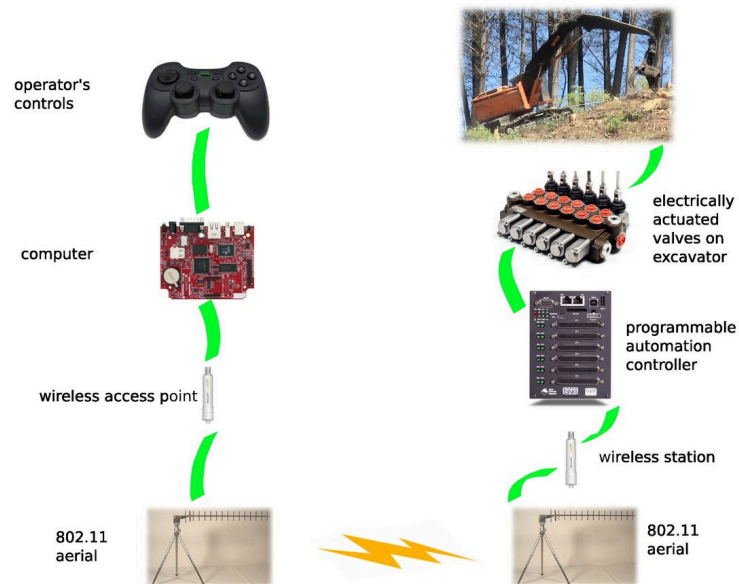 operator's
controls
computer
wireless access point
802.11
aerial
electrically
actuated
valves on
excavator
programmable
automation
controller
wireless station
802.11
aerial